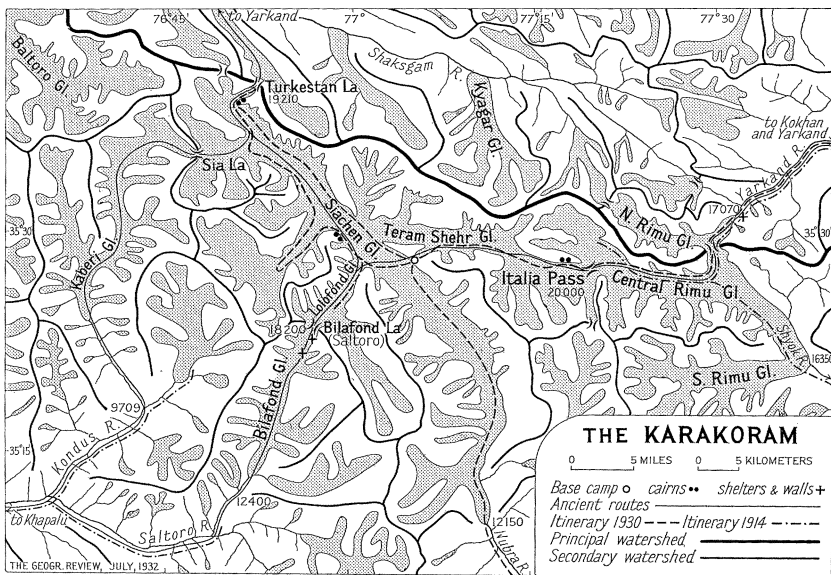 76°45'
77°
77°15'
77°30
to Yarkand
Baltoro Gl.
Shaksgam R.
Turkestan La
19210
Kyagar Gl.
to Kokhan
and Yarkand
Sia La
Yarkand R.
17070
35°30
35°30
Siachen Gl.
N. Rimu Gl.
Teram Shehr Gl.
Kaberi Gl.
Italia Pass
20.000
Central Rimu Gl.
Lolofond Gl.
18200
Bilafond La
(Saltoro)
Shyok R.
16350
S. Rimu Gl.
Bilafond Gl.
9709
Kondus R.
35°15'
to Khapalu
12400
Saltoro R.
12150
Nubra R.
THE KARAKORAM
0 5 MILES 0 5 KILOMETERS
Base camp cairns shelters & walls
Ancient routes
Itinerary 1930 Itinerary 1914
Principal watershed
Secondary watershed
THE GEOGR. REVIEW, JULY, 1932